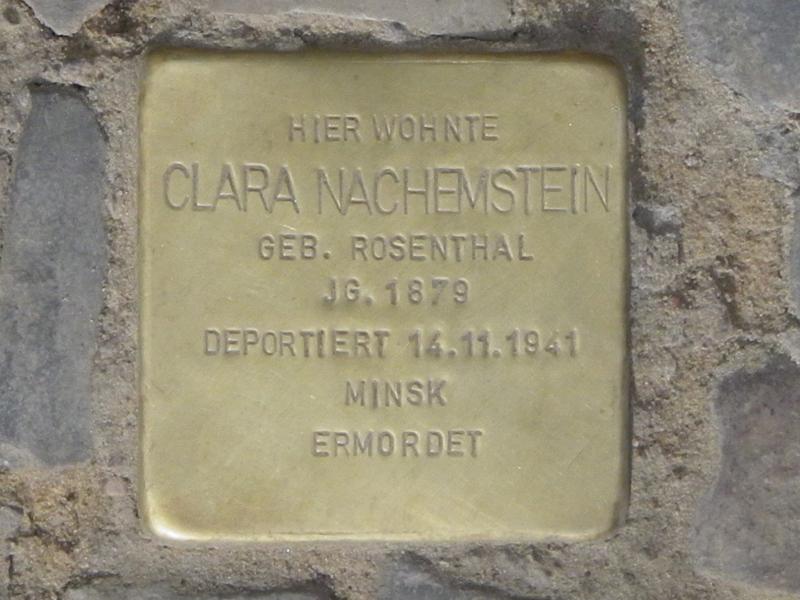 HIER WOHNTE
CLARA NACHEMSTEIN
GEB. ROSENTHAL
JG. 1879
DEPORTIERT 14.11.1941
MINSK
ERMORDET